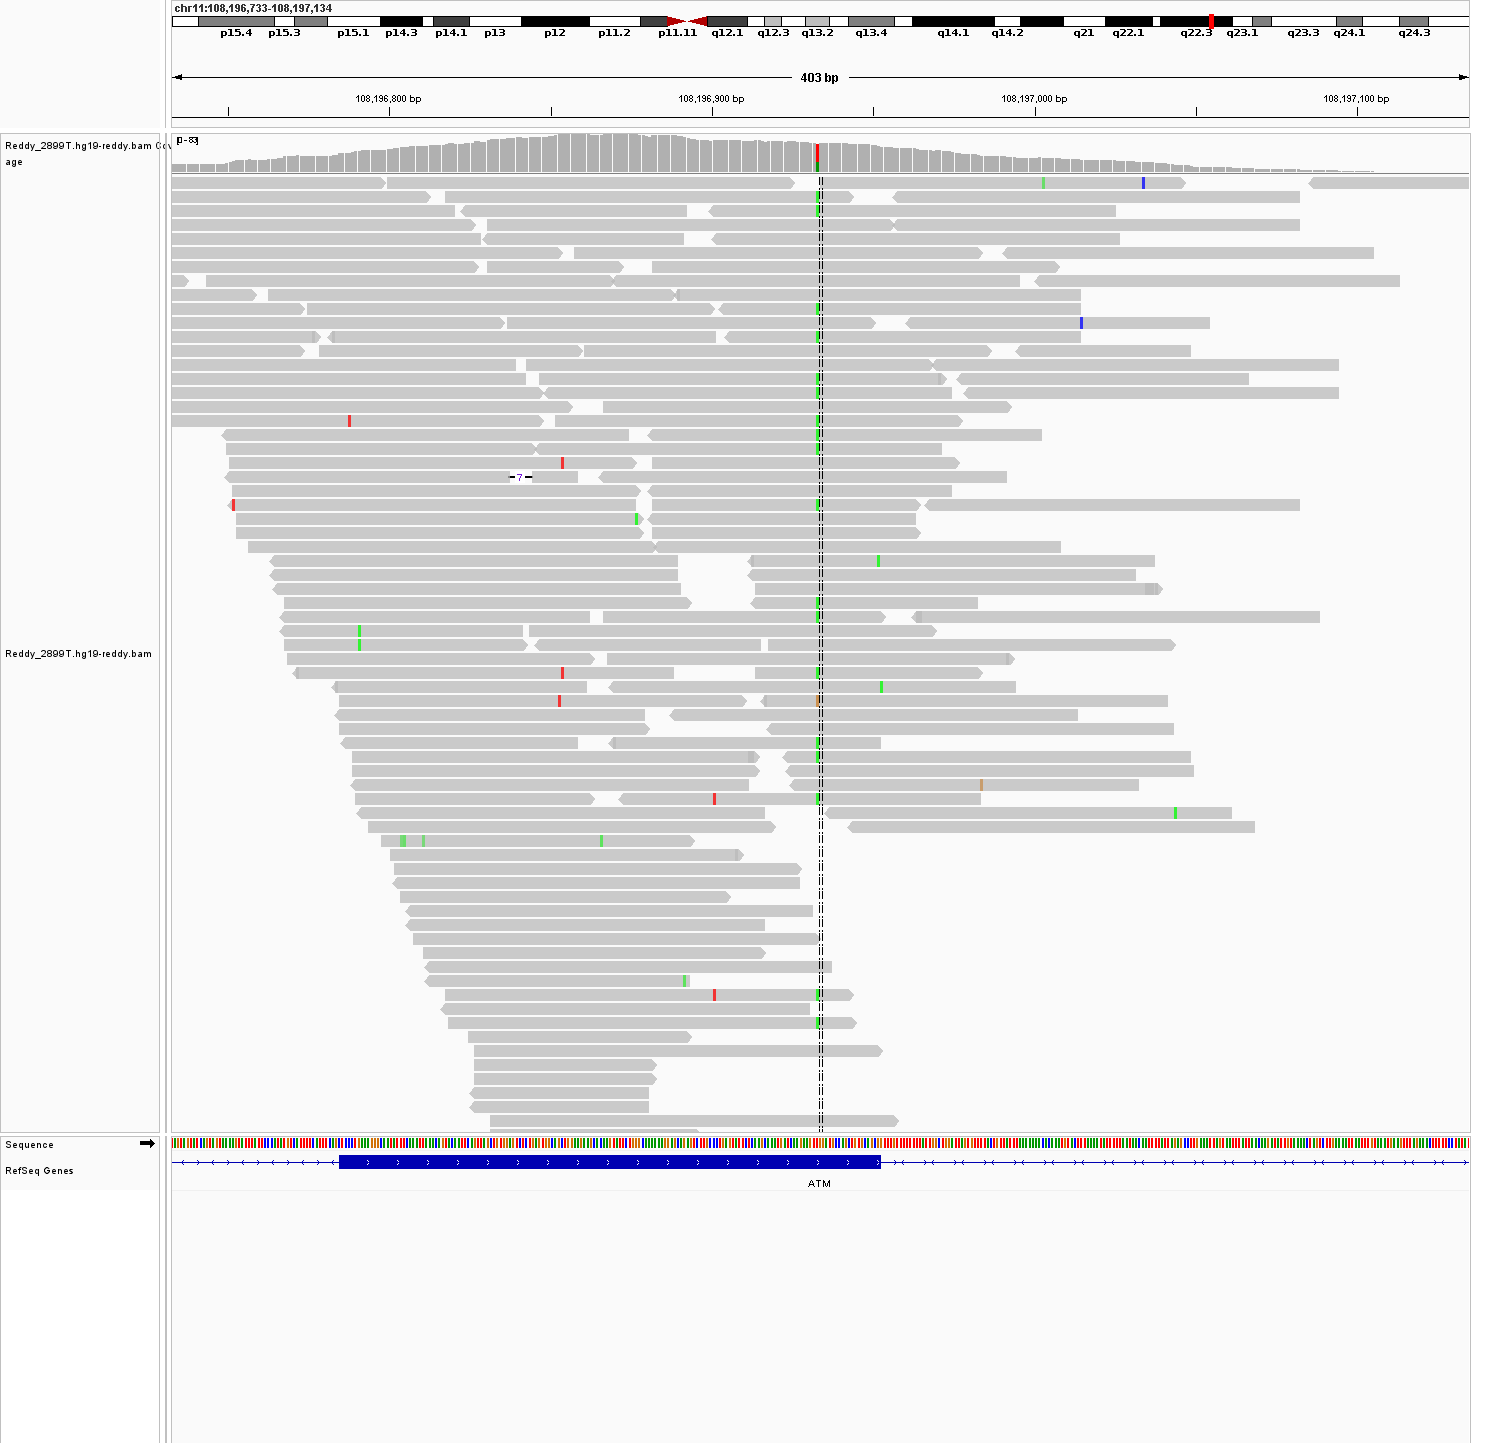 chr11:108,196,733-108,197,134
p15.4 p15.3 p15.1 p14.3 p14.1 p13 p12 p11.2 p11.11 q12.1 q12.3 q13.2 q13.4 q14.1 q14.2 q21 q22.1 q22.3 q23.1 q23.3 q24.1 q24.3
403 bp
108,196,800 bp 108,196,900 bp 108,197,000 bp 108,197,100 bp
[0 - 83]
Reddy_2899T.hg19-reddy.bam Cov
age
7
Reddy_2899T.hg19-reddy.bam
Sequence
RefSeq Genes
ATM